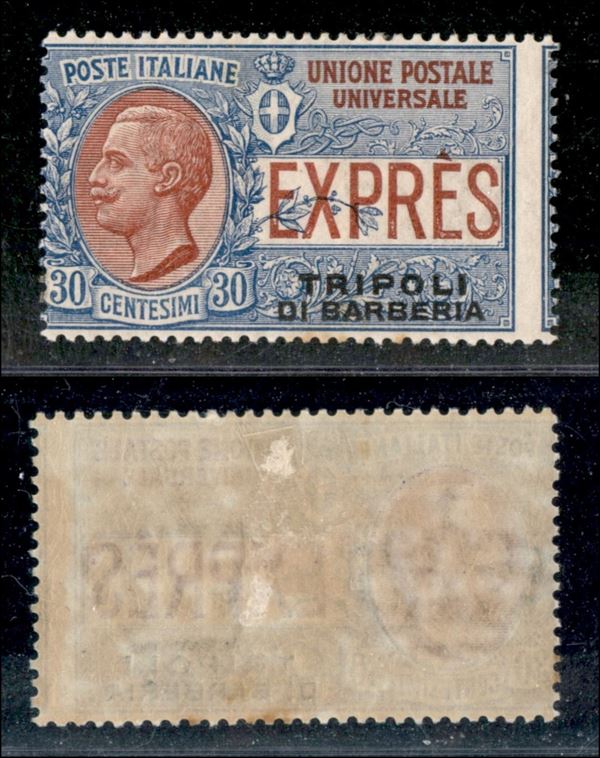 POSTE ITALIANE
UNIONE POSTALE
UNIVERSALE
EXPRÈS
30 CENTESIMI 30
TRIPOLI
DI BARBERIA